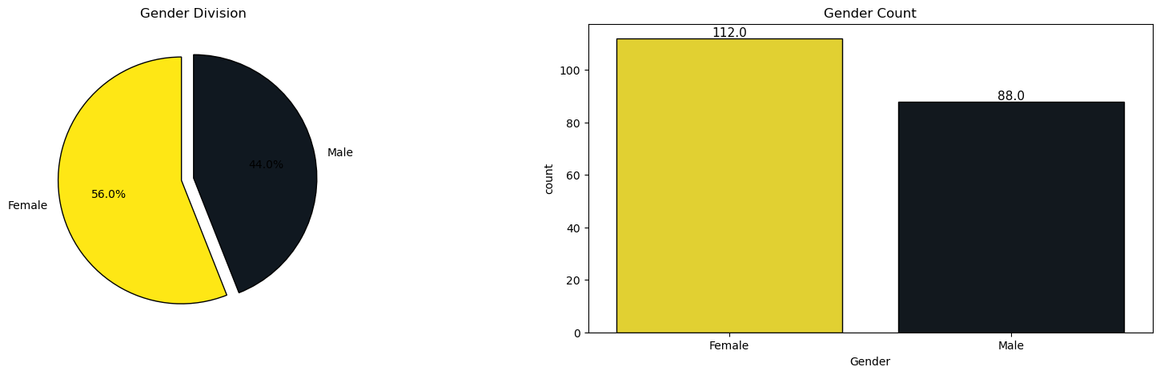 Gender Division
Female
56.0%
44.0%
Male
Gender Count
112.0
88.0
count
100
80
60
40
20
0
Female
Male
Gender